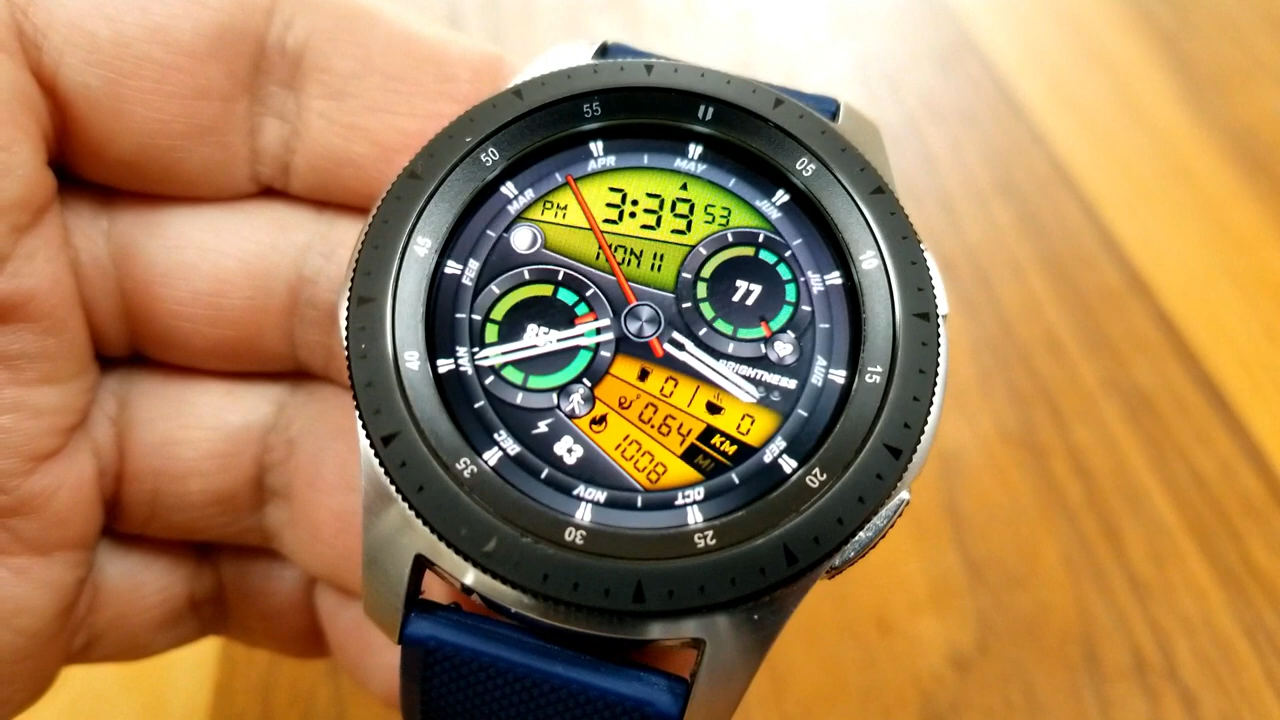 55
50
05
45
10
40
15
35
20
30
25
APR
MAY
MAR
JUN
FEB
JUL
JAN
AUG
DEC
SEP
NOV
OCT
PM 3:39 53
MON 11
77
BRIGHTNESS
0 0
0.64 KM
MI
1008
83